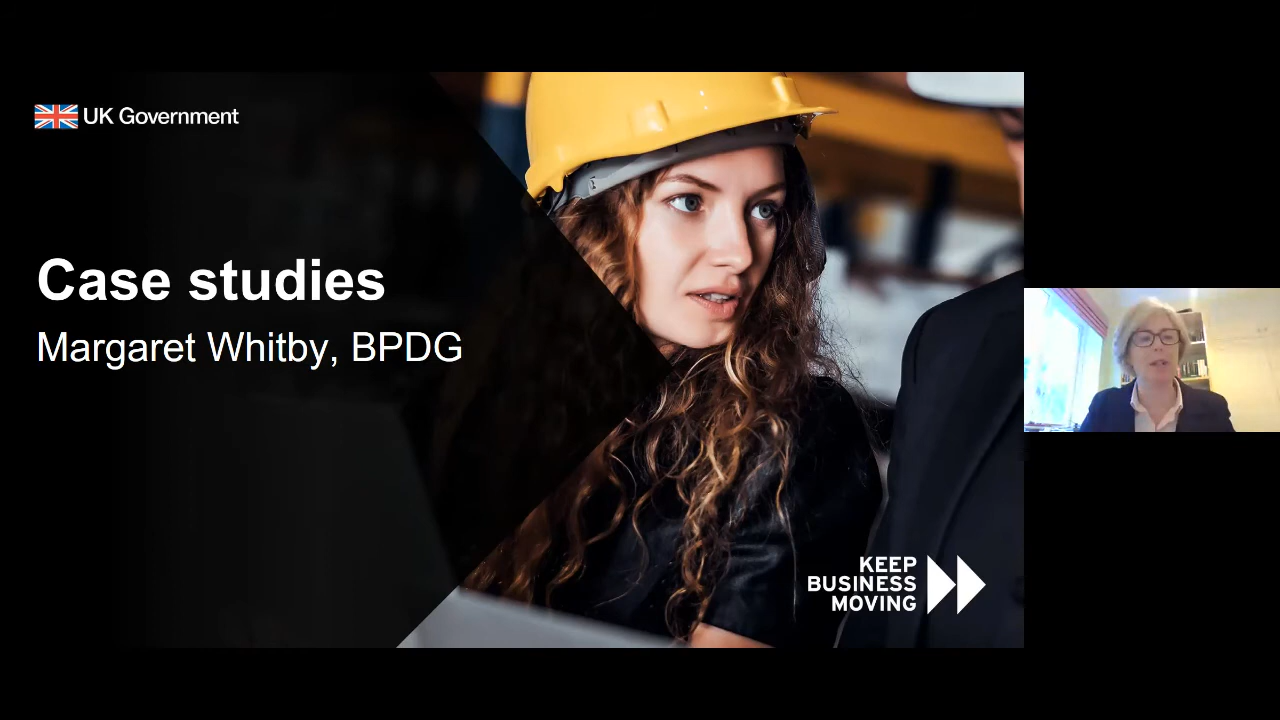 UK Government
Case studies
Margaret Whitby, BPDG
KEEP
BUSINESS
MOVING